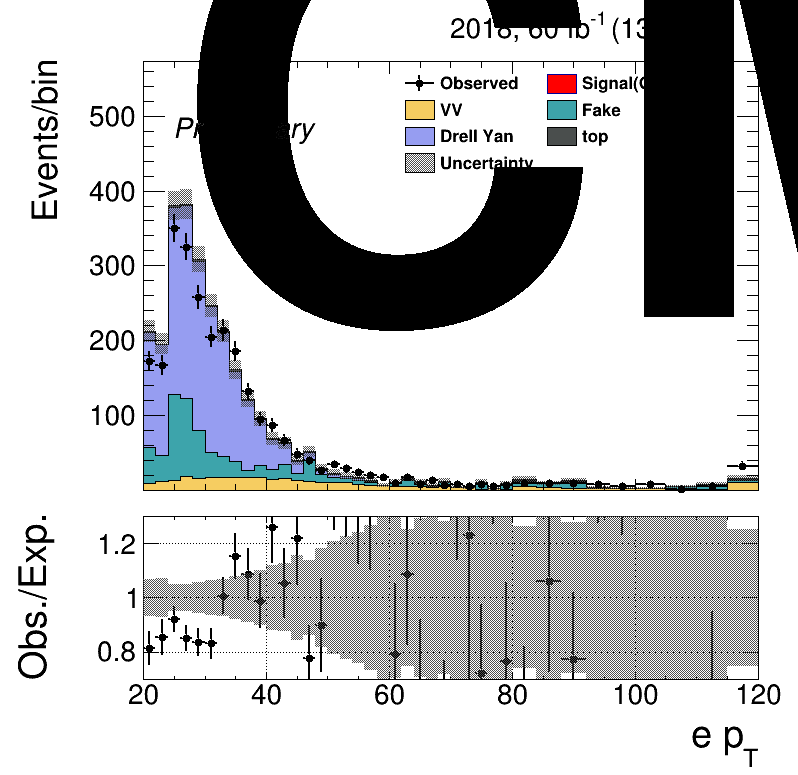 2018, 60 fb-1 (13
CM
Events/bin
Observed
Signal(
VV
Fake
Drell Yan
top
Uncertainty
500
400
300
200
100
Obs./Exp.
1.2
1
0.8
20 40 60 80 100 120
e pT